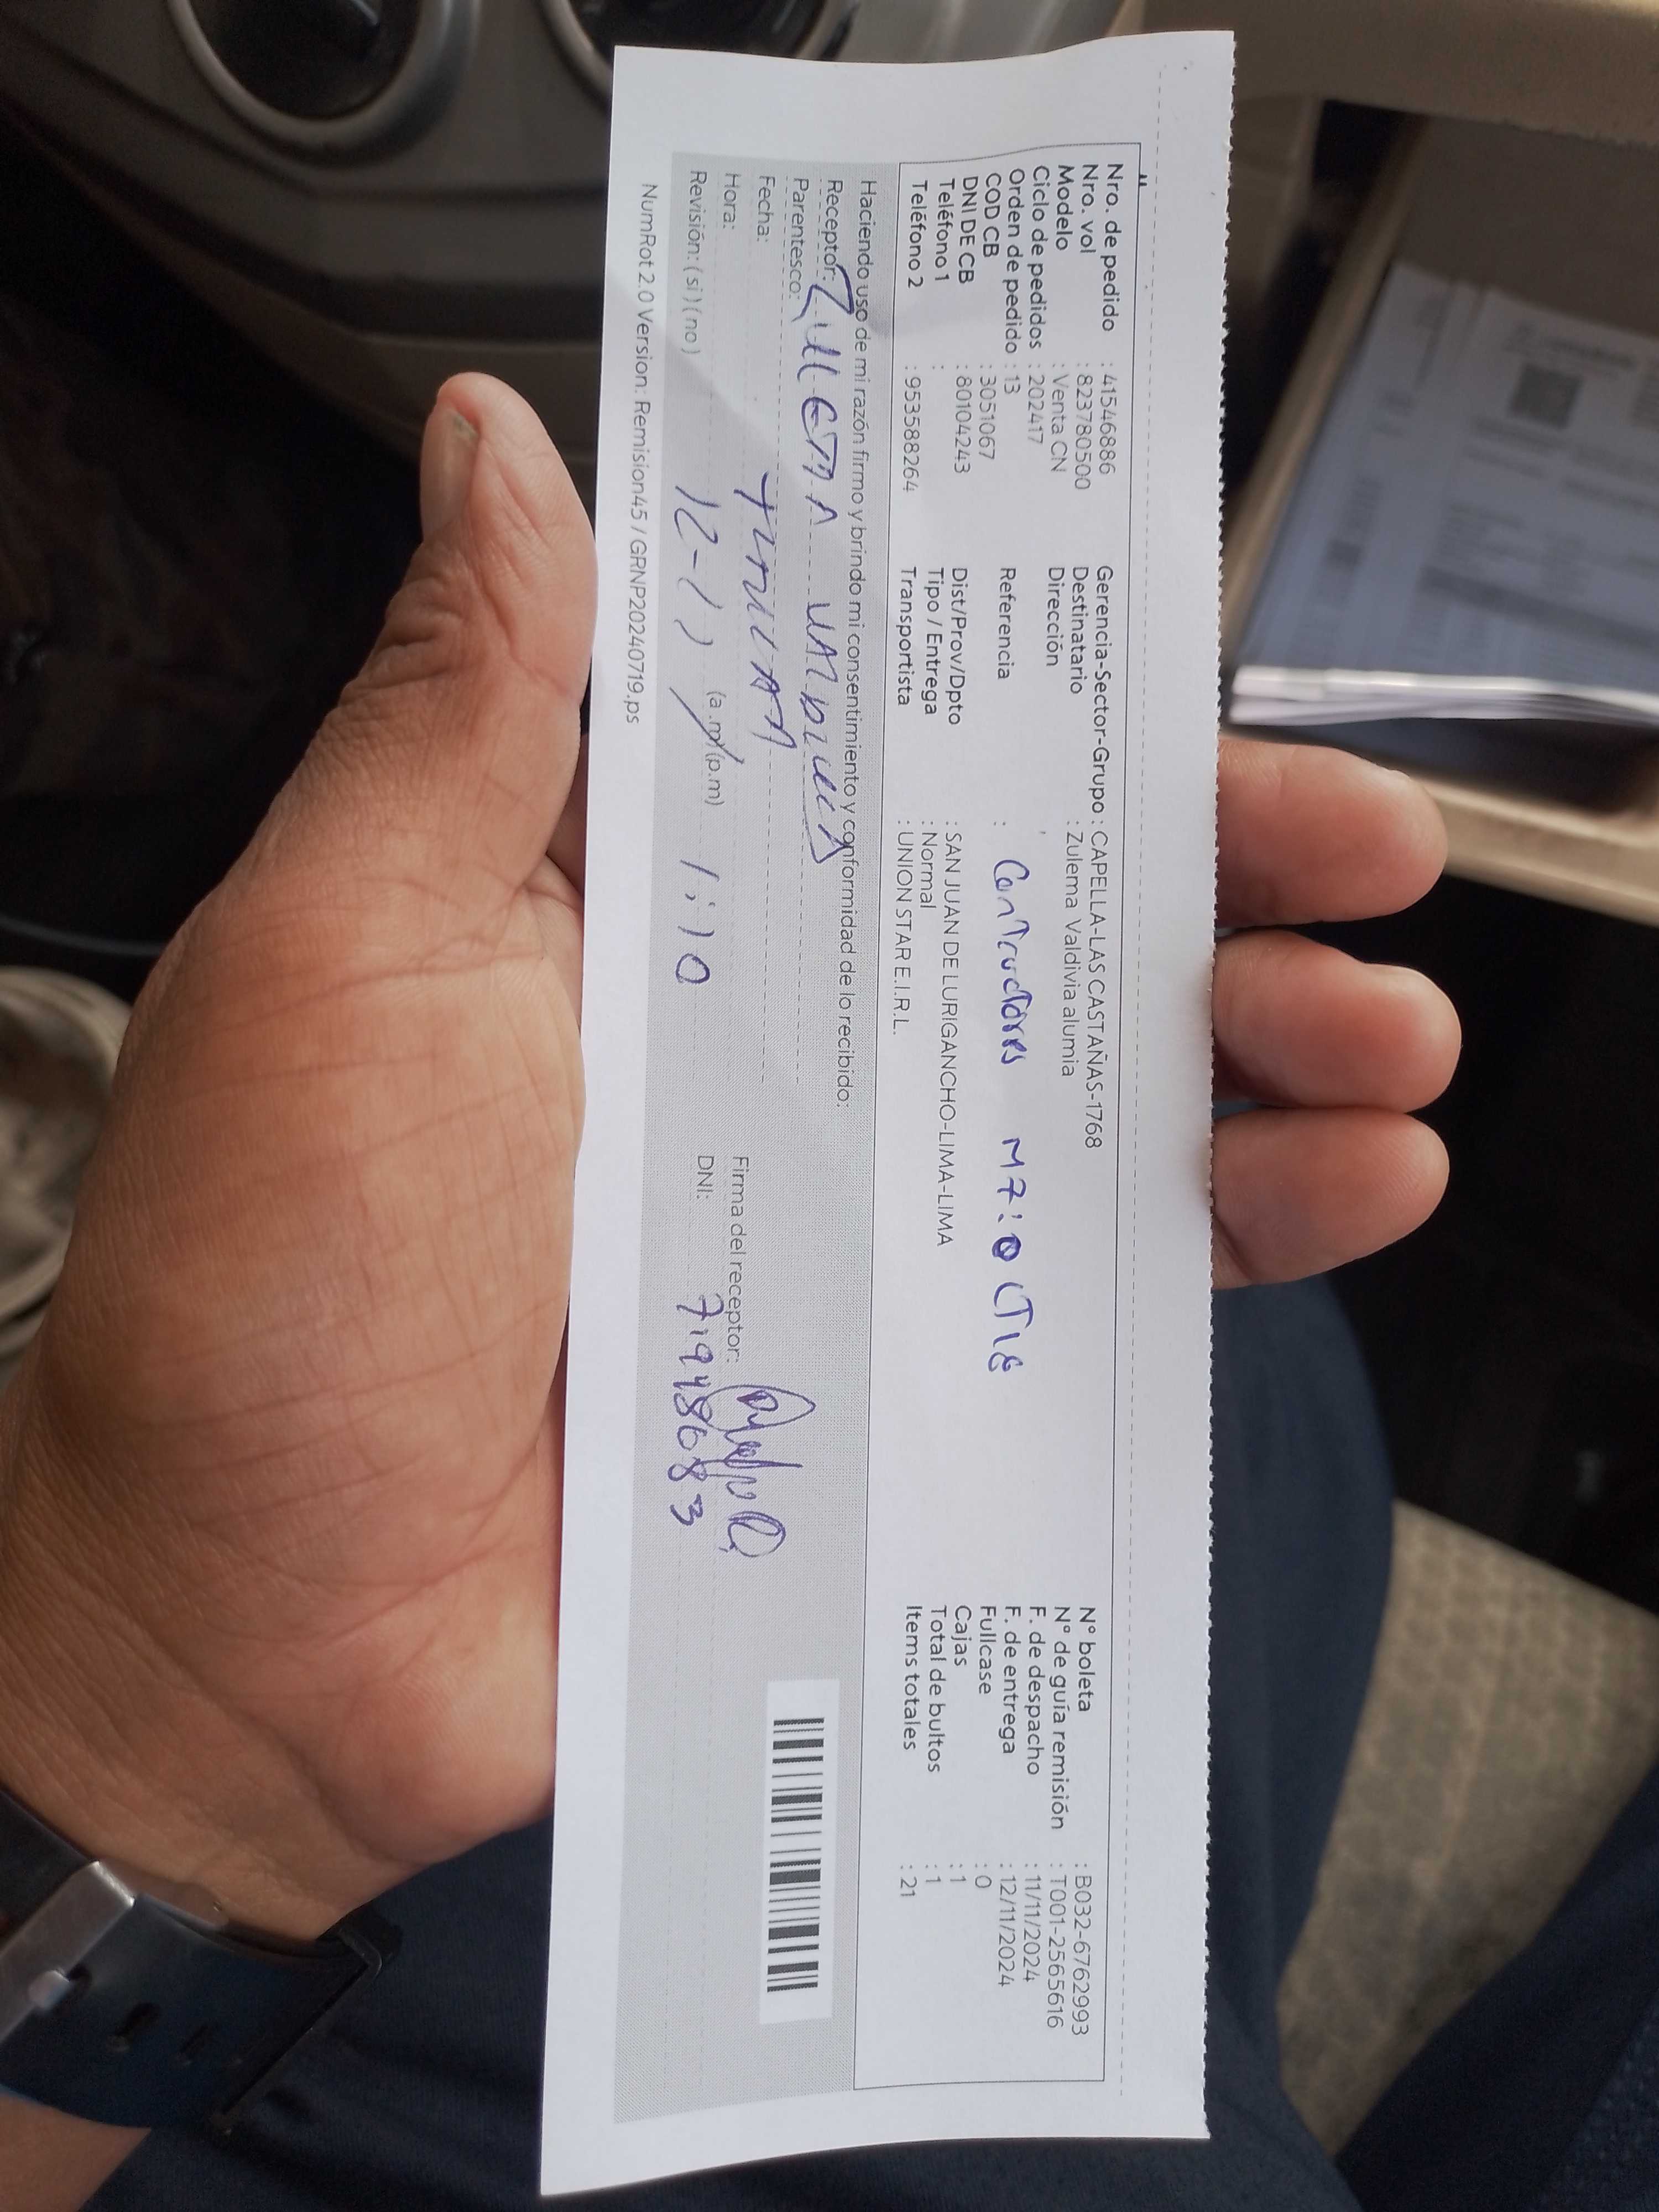 Nro. de pedido : 41546886
Nro. vol : 823780500
Modelo : Venta CN
Ciclo de pedidos : 202417
Orden de pedido : 13
COD CB : 3051067
DNI DE CB : 80104243
Teléfono 1 :
Teléfono 2 : 953588264
Gerencia-Sector-Grupo : CAPELLA-LAS CASTAÑAS-1768
Destinatario : Zulema Valdivia alumia
Dirección
Referencia : M7:
Dist/Prov/Dpto : SAN JUAN DE LURIGANCHO-LIMA-LIMA
Tipo / Entrega : Normal
Transportista : UNION STAR E.I.R.L.
N° boleta : B032-6762993
N° de guía remisión : T001-2565616
F. de despacho : 11/11/2024
F. de entrega : 12/11/2024
Fullcase : 0
Cajas : 1
Total de bultos : 1
Items totales : 21
Haciendo uso de mi razón firmo y brindo mi consentimiento y conformidad de lo recibido:
Receptor: Zulema
Parentesco:
Fecha:
Hora: (a.m)(p.m) 1:10
Revisión: (si) (no) 12-11
Firma del receptor:
DNI:
NumRot 2.0 Version: Remision45 / GRNP20240719.ps